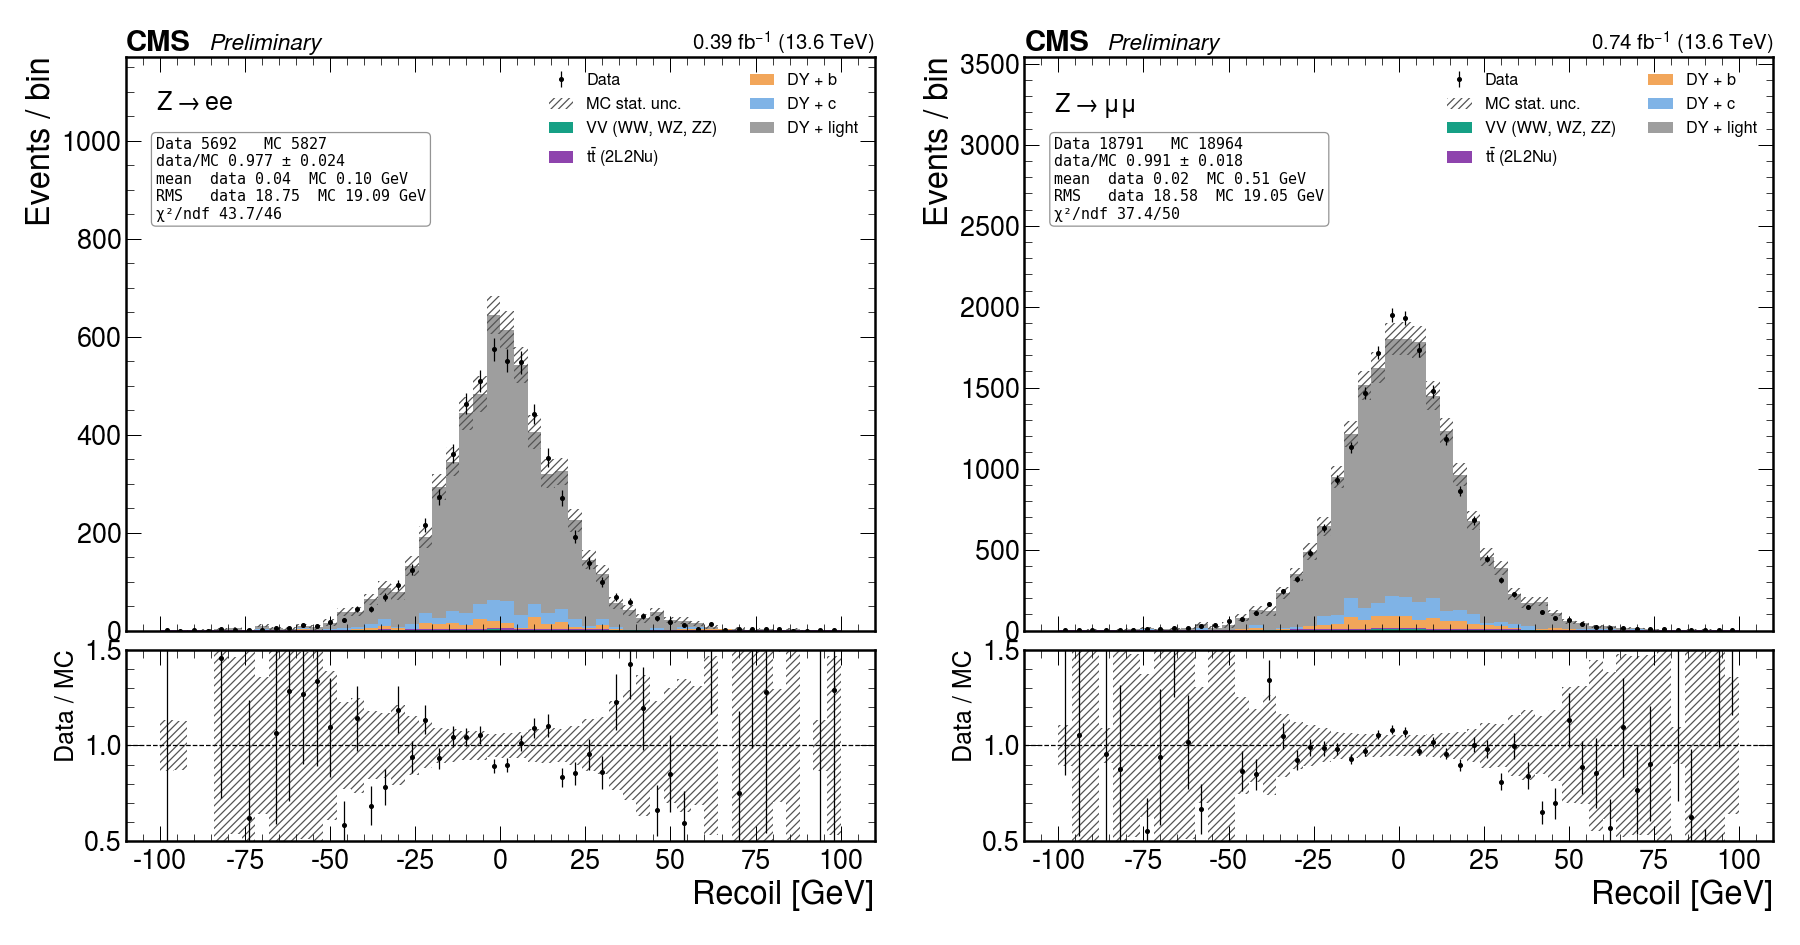 CMS Preliminary 0.39 fb⁻¹ (13.6 TeV)
Events / bin
Z → ee
Data 5692 MC 5827
data/MC 0.977 ± 0.024
mean data 0.04 MC 0.10 GeV
RMS data 18.75 MC 19.09 GeV
χ²/ndf 43.7/46
Data
MC stat. unc.
VV (WW, WZ, ZZ)
tt̄ (2L2Nu)
DY + b
DY + c
DY + light
1000
800
600
400
200
0
Data / MC
1.5
1.0
0.5
-100 -75 -50 -25 0 25 50 75 100
Recoil [GeV]
CMS Preliminary 0.74 fb⁻¹ (13.6 TeV)
Events / bin
Z → μμ
Data 18791 MC 18964
data/MC 0.991 ± 0.018
mean data 0.02 MC 0.51 GeV
RMS data 18.58 MC 19.05 GeV
χ²/ndf 37.4/50
Data
MC stat. unc.
VV (WW, WZ, ZZ)
tt̄ (2L2Nu)
DY + b
DY + c
DY + light
3500
3000
2500
2000
1500
1000
500
0
Data / MC
1.5
1.0
0.5
-100 -75 -50 -25 0 25 50 75 100
Recoil [GeV]